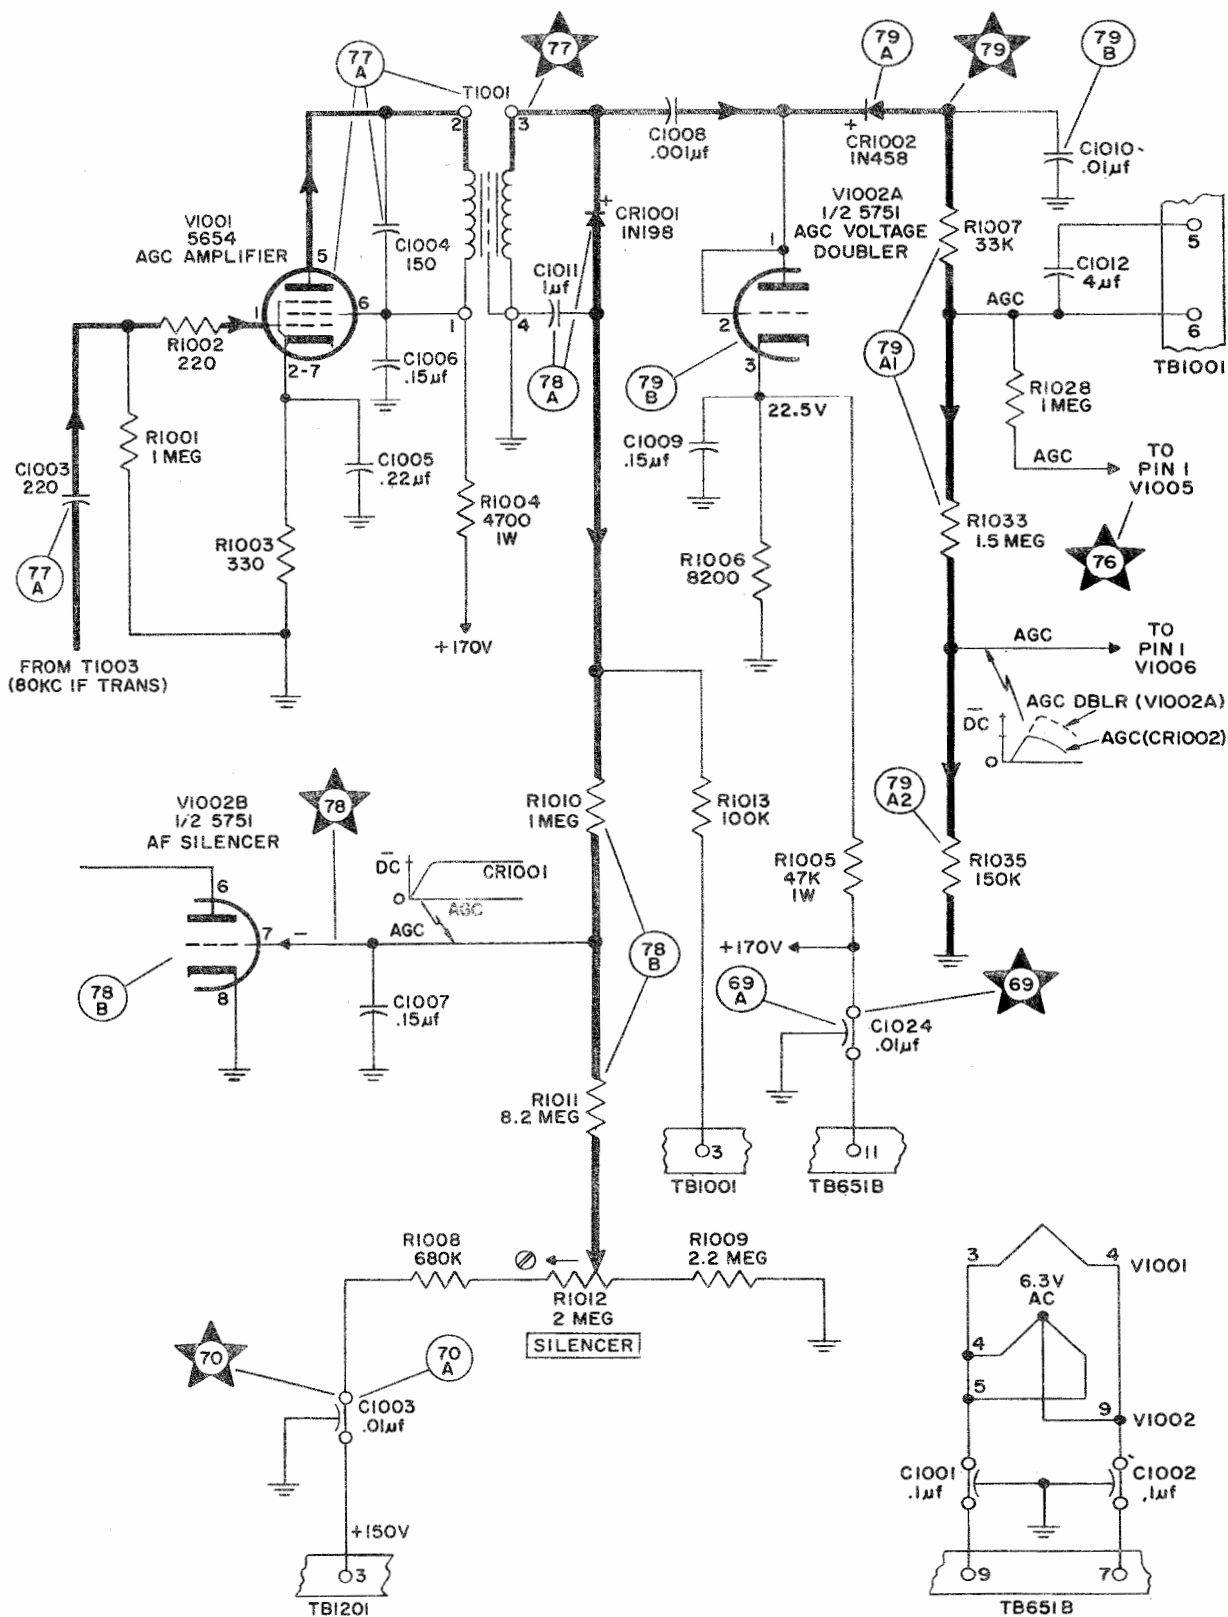 77
A
77
79
A
79
79
B
T1001
2
3
C1008
.001µf
+
CR1002
IN458
C1010
.01µf
V1001
5654
AGC AMPLIFIER
5
C1004
150
+
CR1001
IN198
V1002A
1/2 5751
AGC VOLTAGE
DOUBLER
R1007
33K
5
1
6
C1011
1µf
1
C1012
4µf
AGC
1
4
2
6
R1002
220
2-7
C1006
.15µf
78
A
79
B
3
79
A1
TB1001
R1028
1 MEG
22.5V
R1001
1 MEG
C1005
.22µf
C1009
.15µf
AGC
TO
PIN 1
V1005
C1003
220
R1004
4700
1W
R1033
1.5 MEG
R1003
330
R1006
8200
76
77
A
+170V
AGC
TO
PIN 1
V1006
FROM T1003
(80KC IF TRANS)
AGC DBLR (V1002A)
DC
AGC(CR1002)
O
79
A2
V1002B
1/2 5751
AF SILENCER
78
R1010
1 MEG
R1013
100K
R1005
47K
1W
R1035
150K
DC
CR1001
O
AGC
6
7
–
AGC
78
B
+170V
78
B
8
69
A
69
C1007
.15µf
C1024
.01µf
R1011
8.2 MEG
3
11
TB1001
TB651B
R1008
680K
R1009
2.2 MEG
3
4
V1001
6.3V
AC
R1012
2 MEG
SILENCER
4
70
70
A
5
9
V1002
C1003
.01µf
C1001
.1µf
C1002
.1µf
+150V
3
9
7
TB1201
TB651B